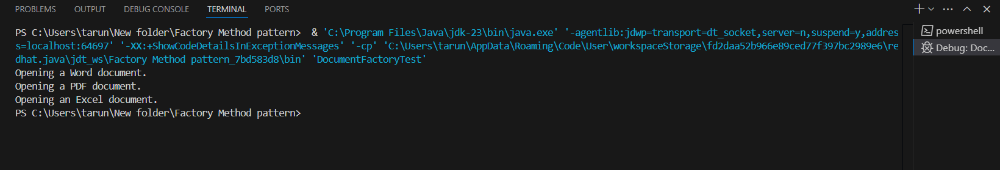 PROBLEMS OUTPUT DEBUG CONSOLE TERMINAL PORTS
PS C:\Users\tarun\New folder\Factory Method pattern>  & 'C:\Program Files\Java\jdk-23\bin\java.exe' '-agentlib:jdwp=transport=dt_socket,server=n,suspend=y,addres
s=localhost:64697' '-XX:+ShowCodeDetailsInExceptionMessages' '-cp' 'C:\Users\tarun\AppData\Roaming\Code\User\workspaceStorage\fd2daa52b966e89ced77f397bc2989e6\re
dhat.java\jdt_ws\Factory Method pattern_7bd583d8\bin' 'DocumentFactoryTest'
Opening a Word document.
Opening a PDF document.
Opening an Excel document.
PS C:\Users\tarun\New folder\Factory Method pattern>
powershell
Debug: Doc...